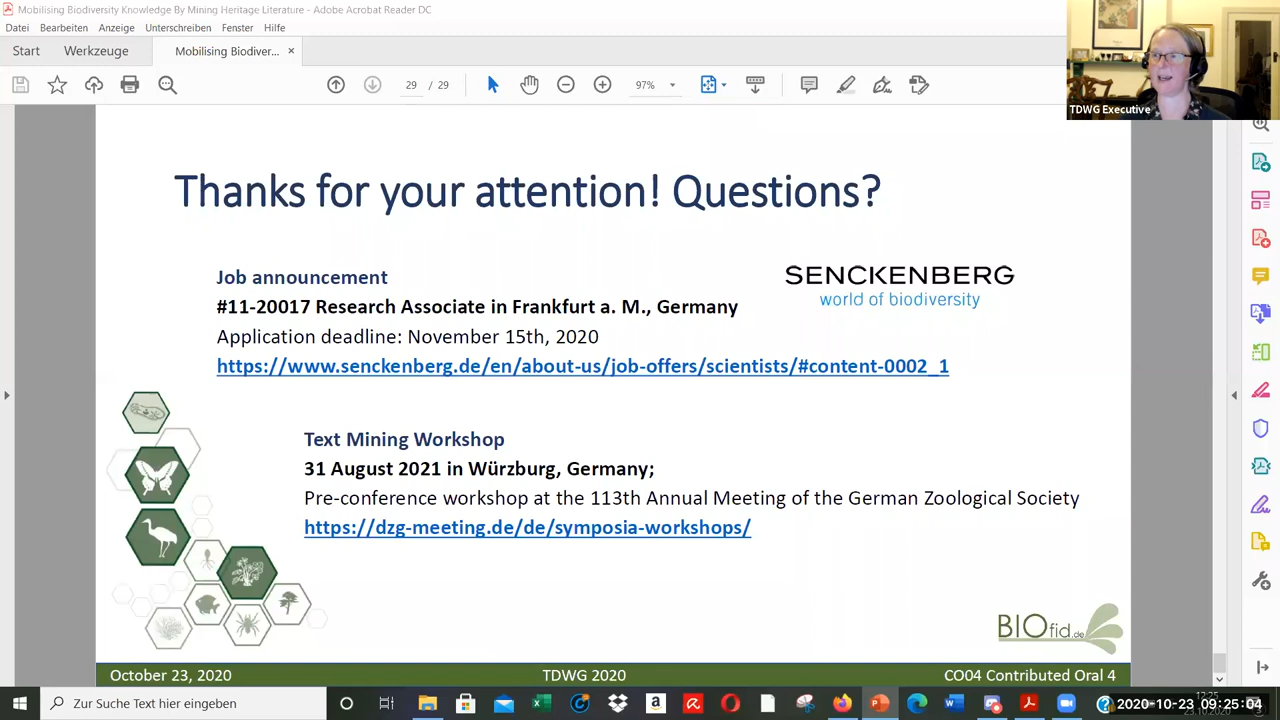 Mobilising Biodiversity Knowledge By Mining Heritage Literature - Adobe Acrobat Reader DC
Datei Bearbeiten Anzeige Unterschreiben Fenster Hilfe
Start Werkzeuge Mobilising Biodiver... ×
29 / 29 97%
TDWG Executive
Thanks for your attention! Questions?
Job announcement
#11-20017 Research Associate in Frankfurt a. M., Germany
Application deadline: November 15th, 2020
https://www.senckenberg.de/en/about-us/job-offers/scientists/#content-0002_1
SENCKENBERG
world of biodiversity
Text Mining Workshop
31 August 2021 in Würzburg, Germany;
Pre-conference workshop at the 113th Annual Meeting of the German Zoological Society
https://dzg-meeting.de/de/symposia-workshops/
BIOfid.de
October 23, 2020 TDWG 2020 CO04 Contributed Oral 4
Zur Suche Text hier eingeben
12:25
2020-10-23 09:25:04
23.10.2020